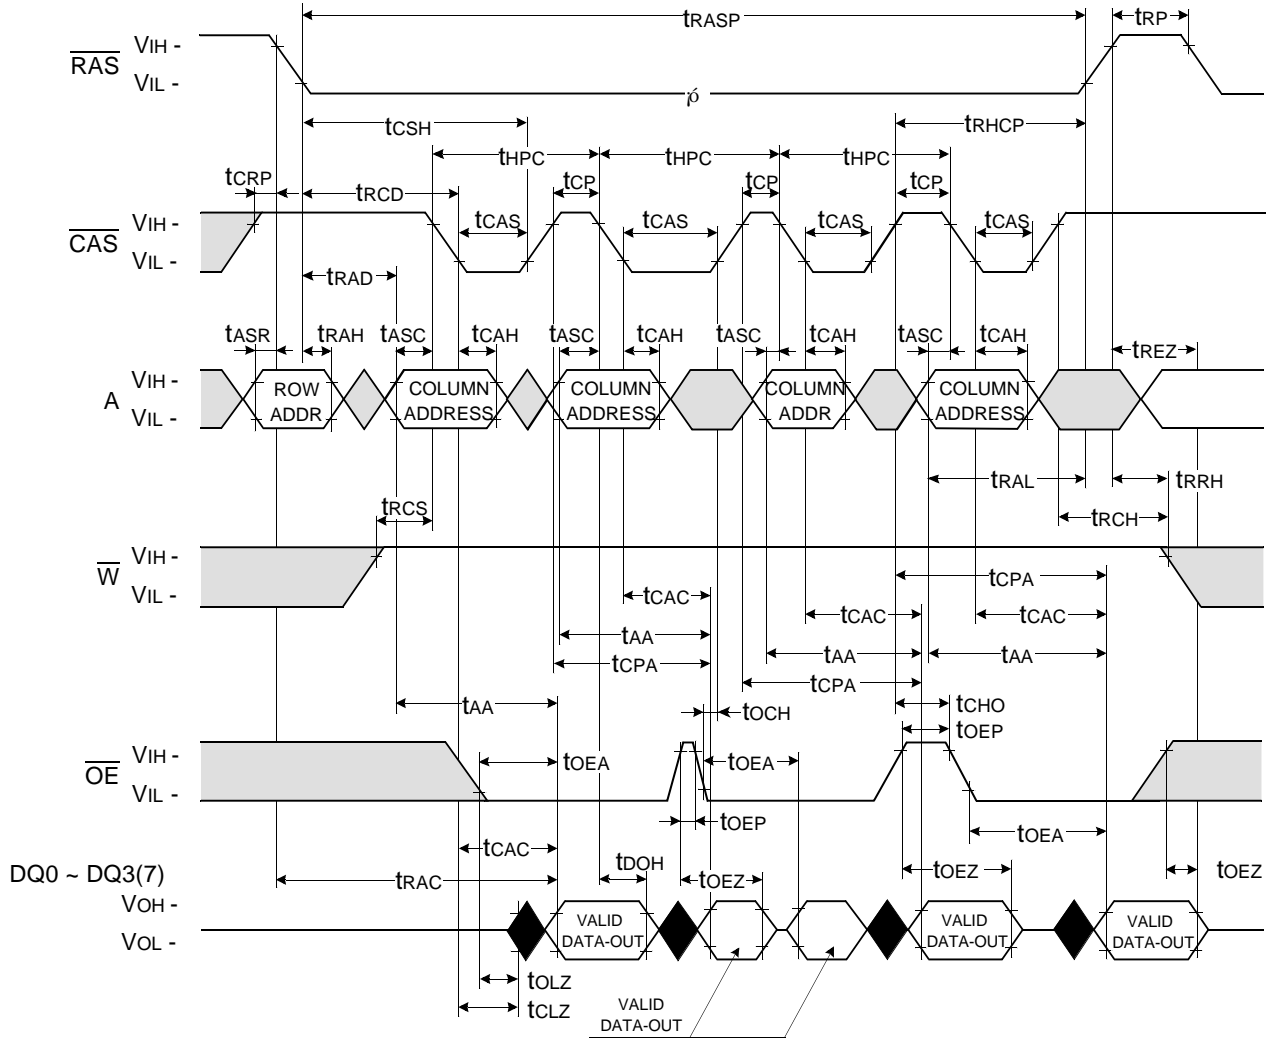 tRASP
tRP
RAS
VIH -
VIL -
ó
tCSH
tRHCP
tHPC
tHPC
tHPC
tCRP
tRCD
tCP
tCP
tCP
CAS
VIH -
VIL -
tCAS
tCAS
tCAS
tCAS
tRAD
tASR
tRAH
tASC
tCAH
tASC
tCAH
tASC
tCAH
tASC
tCAH
tREZ
A
VIH -
VIL -
ROW
ADDR
COLUMN
ADDRESS
COLUMN
ADDRESS
COLUMN
ADDR
COLUMN
ADDRESS
tRAL
tRRH
tRCS
tRCH
W
VIH -
VIL -
tCPA
tCAC
tCAC
tCAC
tAA
tAA
tAA
tCPA
tCPA
tAA
tOCH
tCHO
tOEP
OE
VIH -
VIL -
tOEA
tOEA
tOEP
tOEA
tCAC
tDOH
tOEZ
tOEZ
tOEZ
DQ0 ~ DQ3(7)
tRAC
VOH -
VOL -
VALID
DATA-OUT
VALID
DATA-OUT
VALID
DATA-OUT
tOLZ
tCLZ
VALID
DATA-OUT